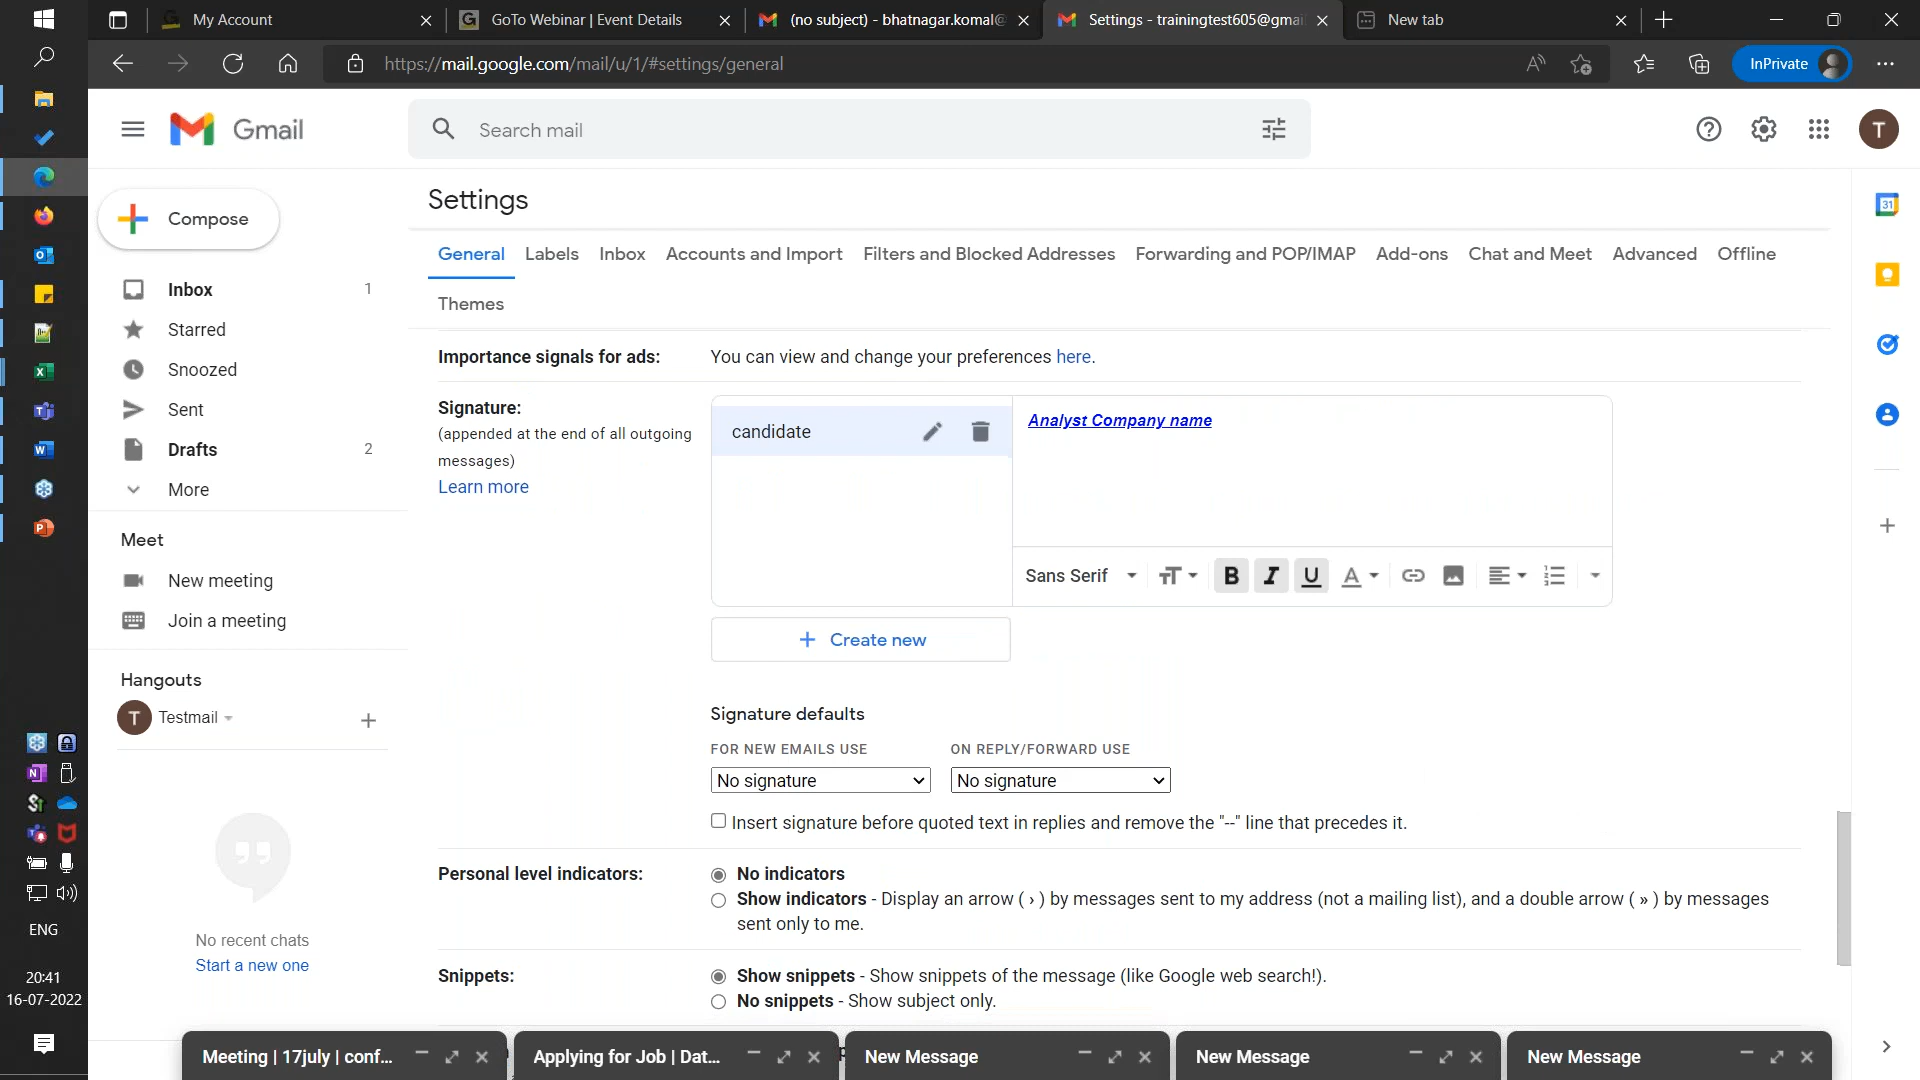 My Account
GoTo Webinar | Event Details
(no subject) - bhatnagar.komal@
Settings - trainingtest605@gmai
New tab
https://mail.google.com/mail/u/1/#settings/general
InPrivate
Gmail
Search mail
T
Compose
Inbox 1
Starred
Snoozed
Sent
Drafts 2
More
Meet
New meeting
Join a meeting
Hangouts
T Testmail
No recent chats
Start a new one
Settings
General Labels Inbox Accounts and Import Filters and Blocked Addresses Forwarding and POP/IMAP Add-ons Chat and Meet Advanced Offline
Themes
Importance signals for ads: You can view and change your preferences here.
Signature:
(appended at the end of all outgoing
messages)
Learn more
candidate
Analyst Company name
Sans Serif
B I U A
Create new
Signature defaults
FOR NEW EMAILS USE ON REPLY/FORWARD USE
No signature No signature
Insert signature before quoted text in replies and remove the "--" line that precedes it.
Personal level indicators: No indicators
Show indicators - Display an arrow ( › ) by messages sent to my address (not a mailing list), and a double arrow ( » ) by messages
sent only to me.
Snippets: Show snippets - Show snippets of the message (like Google web search!).
No snippets - Show subject only.
Meeting | 17july | conf...
Applying for Job | Dat...
New Message
New Message
New Message
31
ENG
20:41
16-07-2022